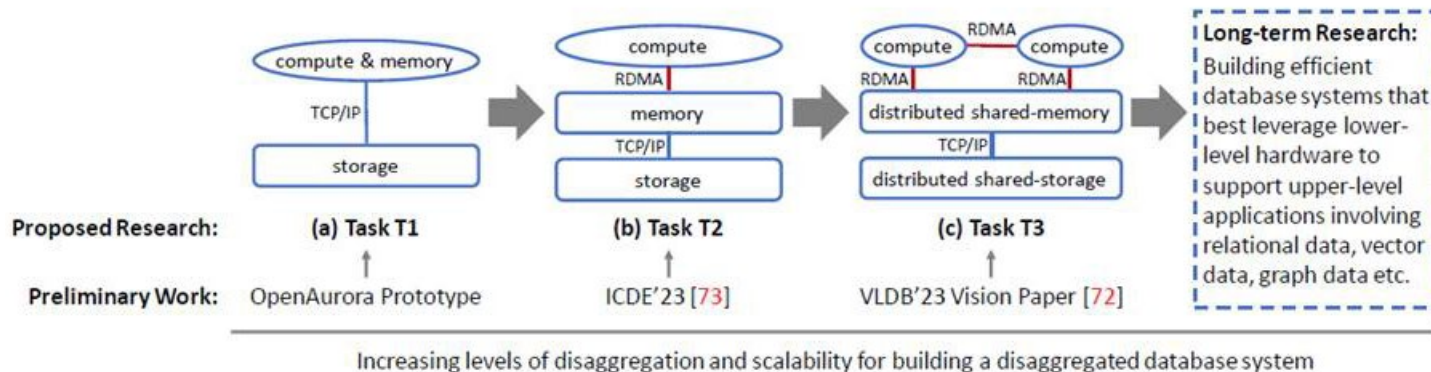 RDMA
compute & memory
TCP/IP
storage
compute
RDMA
memory
TCP/IP
storage
compute
compute
RDMA
RDMA
distributed shared-memory
TCP/IP
distributed shared-storage
Long-term Research:
Building efficient
database systems that
best leverage lower-
level hardware to
support upper-level
applications involving
relational data, vector
data, graph data etc.
Proposed Research: (a) Task T1 (b) Task T2 (c) Task T3
Preliminary Work: OpenAurora Prototype ICDE'23 [73] VLDB'23 Vision Paper [72]
Increasing levels of disaggregation and scalability for building a disaggregated database system